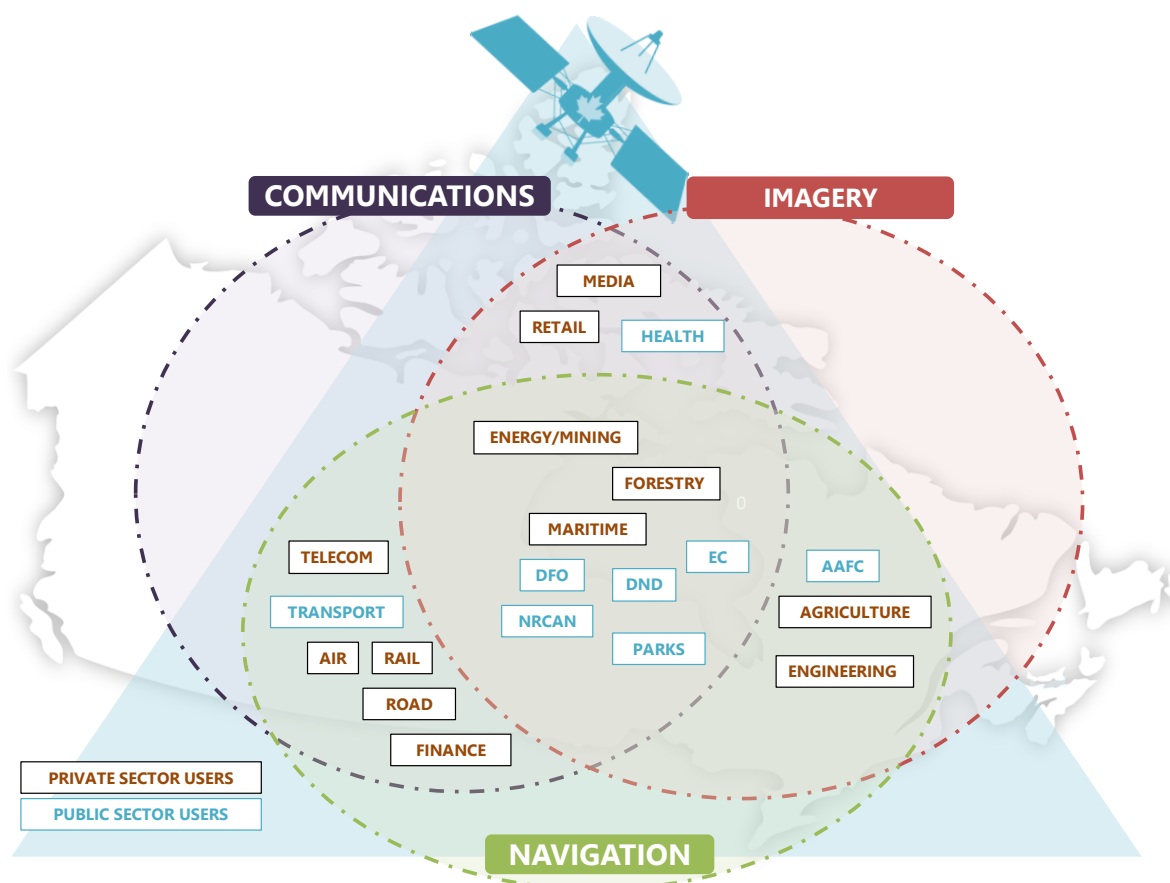 COMMUNICATIONS
IMAGERY
MEDIA
RETAIL
HEALTH
ENERGY/MINING
FORESTRY
0
MARITIME
TELECOM
EC
AAFC
DFO
DND
TRANSPORT
AGRICULTURE
NRCAN
PARKS
AIR
RAIL
ENGINEERING
ROAD
FINANCE
PRIVATE SECTOR USERS
PUBLIC SECTOR USERS
NAVIGATION